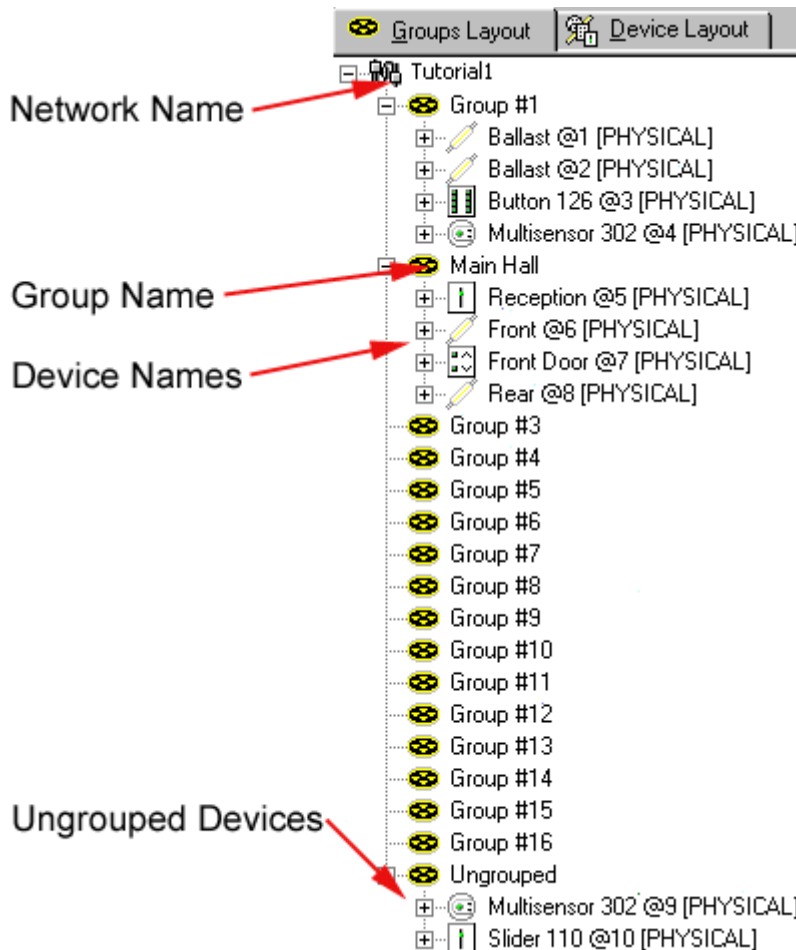 Groups Layout
Device Layout
Tutorial1
Network Name
Group #1
Ballast @1 [PHYSICAL]
Ballast @2 [PHYSICAL]
Button 126 @3 [PHYSICAL]
Multisensor 302 @4 [PHYSICAL]
Main Hall
Group Name
Reception @5 [PHYSICAL]
Front @6 [PHYSICAL]
Device Names
Front Door @7 [PHYSICAL]
Rear @8 [PHYSICAL]
Group #3
Group #4
Group #5
Group #6
Group #7
Group #8
Group #9
Group #10
Group #11
Group #12
Group #13
Group #14
Group #15
Group #16
Ungrouped Devices
Ungrouped
Multisensor 302 @9 [PHYSICAL]
Slider 110 @10 [PHYSICAL]